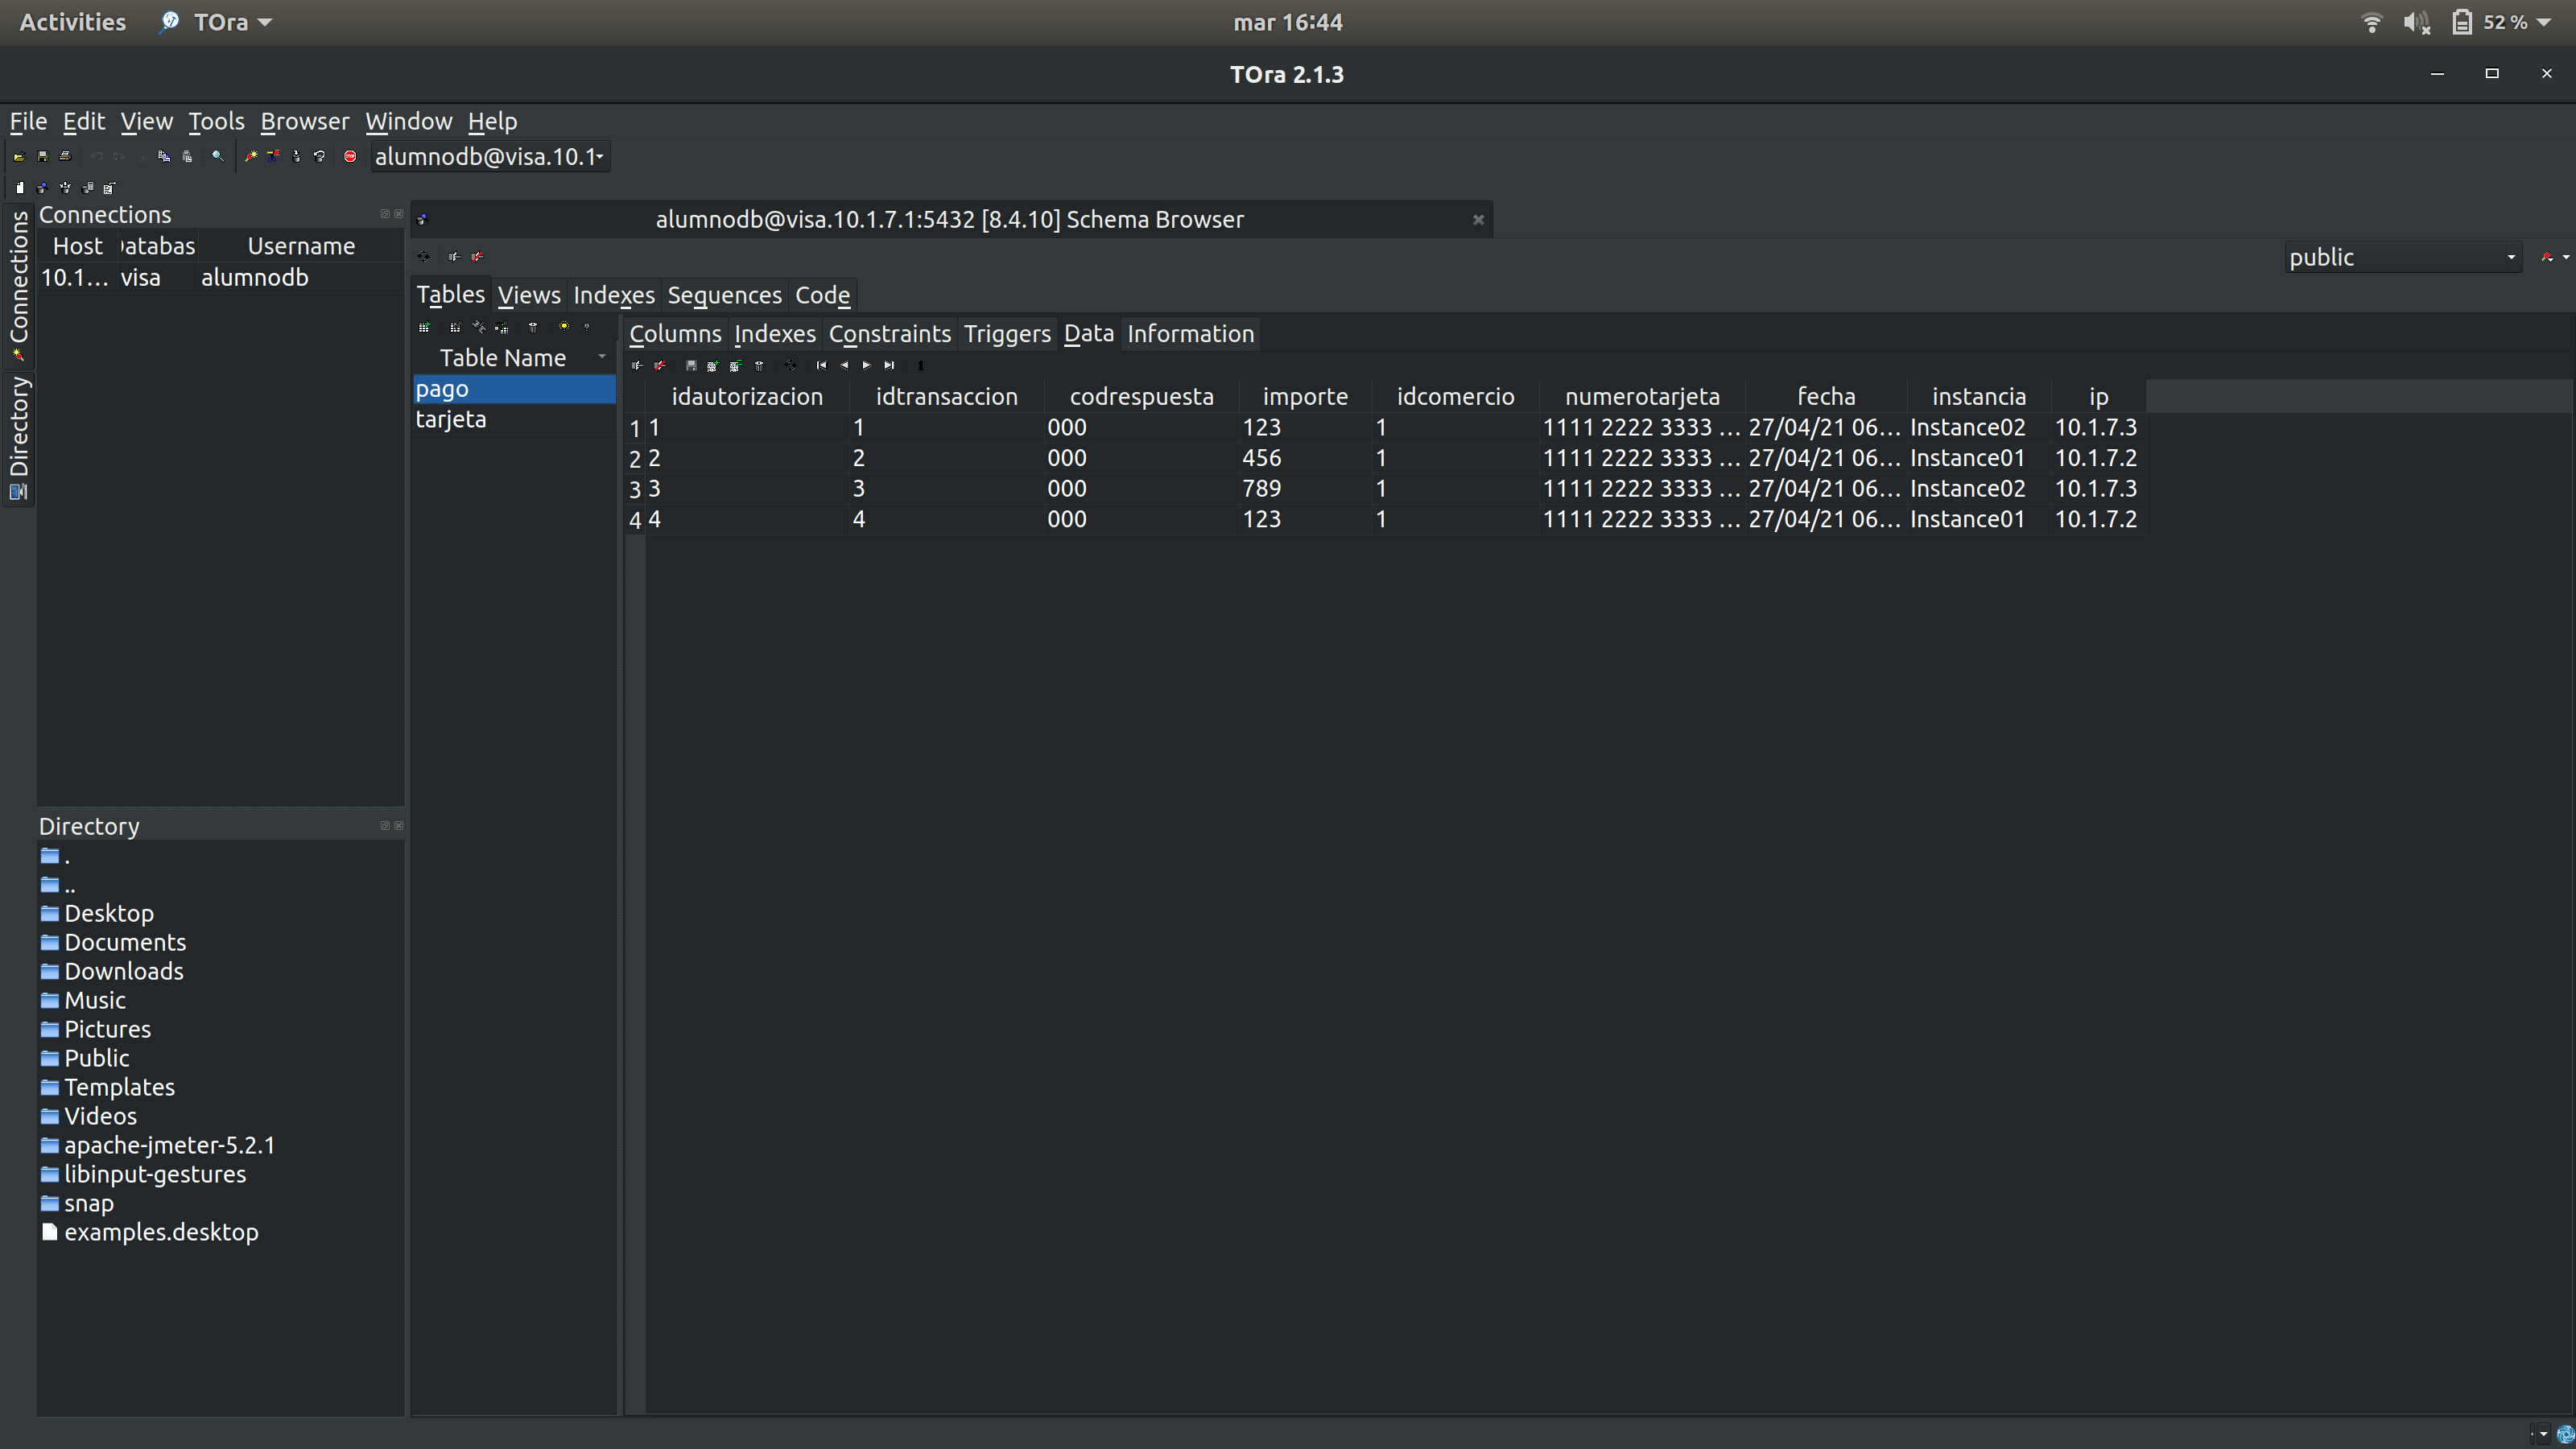 Activities TOra mar 16:44 52 %
TOra 2.1.3
File Edit View Tools Browser Window Help
alumnodb@visa.10.1
Connections
Directory
Connections
Host atabas Username
10.1… visa alumnodb
alumnodb@visa.10.1.7.1:5432 [8.4.10] Schema Browser
public
Tables Views Indexes Sequences Code
Columns Indexes Constraints Triggers Data Information
Table Name
pago
tarjeta
1
idautorizacion idtransaccion codrespuesta importe idcomercio numerotarjeta fecha instancia ip
1 1 1 000 123 1 1111 2222 3333 … 27/04/21 06… Instance02 10.1.7.3
2 2 2 000 456 1 1111 2222 3333 … 27/04/21 06… Instance01 10.1.7.2
3 3 3 000 789 1 1111 2222 3333 … 27/04/21 06… Instance02 10.1.7.3
4 4 4 000 123 1 1111 2222 3333 … 27/04/21 06… Instance01 10.1.7.2
Directory
.
..
Desktop
Documents
Downloads
Music
Pictures
Public
Templates
Videos
apache-jmeter-5.2.1
libinput-gestures
snap
examples.desktop